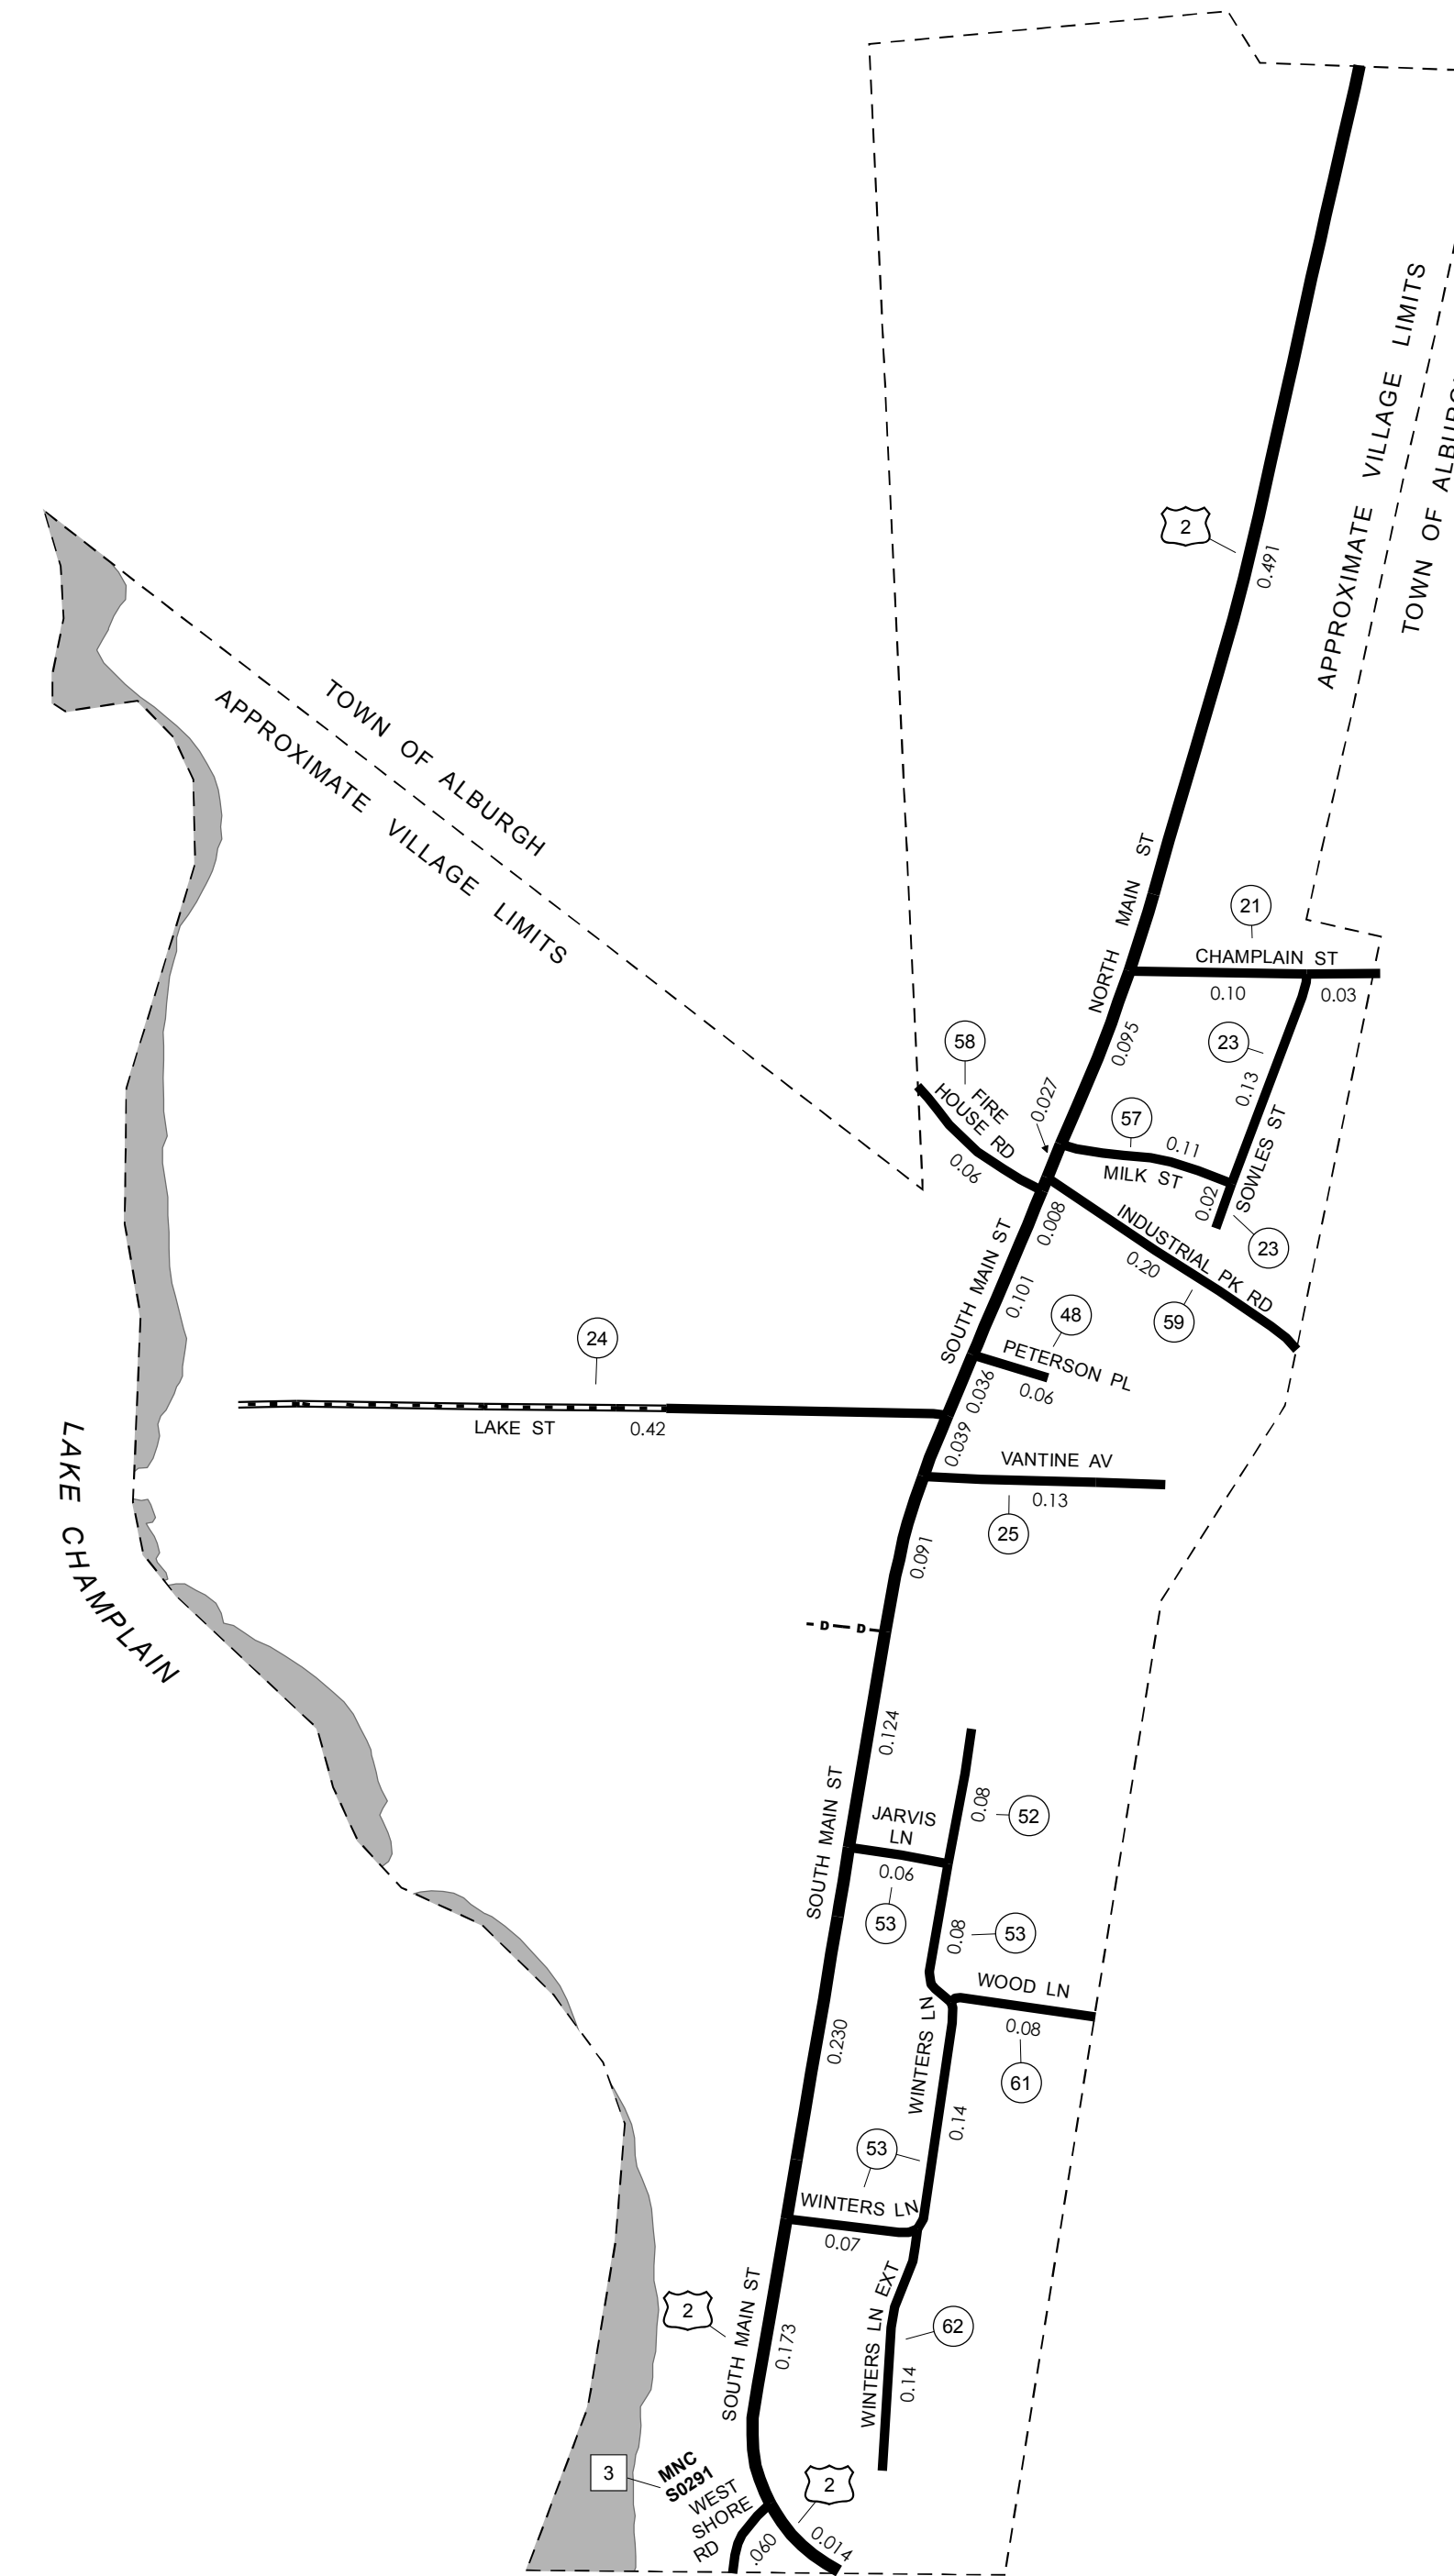 APPROXIMATE VILLAGE LIMITS
TOWN OF
2
0.491
TOWN OF ALBURGH
APPROXIMATE VILLAGE LIMITS
NORTH MAIN ST
21
CHAMPLAIN ST
0.10
0.03
0.095
23
0.13
58
FIRE
HOUSE RD
0.06
0.027
57
0.11
MILK ST
SOWLES ST
0.02
23
0.008
INDUSTRIAL PK RD
0.20
59
SOUTH MAIN ST
0.101
48
PETERSON PL
0.06
0.036
24
LAKE ST
0.42
0.039
VANTINE AV
0.13
25
0.091
LAKE CHAMPLAIN
D D
0.124
SOUTH MAIN ST
JARVIS
LN
0.06
53
0.08
52
0.08
53
WOOD LN
0.08
61
WINTERS LN
0.230
0.14
53
WINTERS LN
0.07
WINTERS LN EXT
62
0.14
2
SOUTH MAIN ST
0.173
3
MNC
S0291
WEST
SHORE
RD
.060
2
0.014